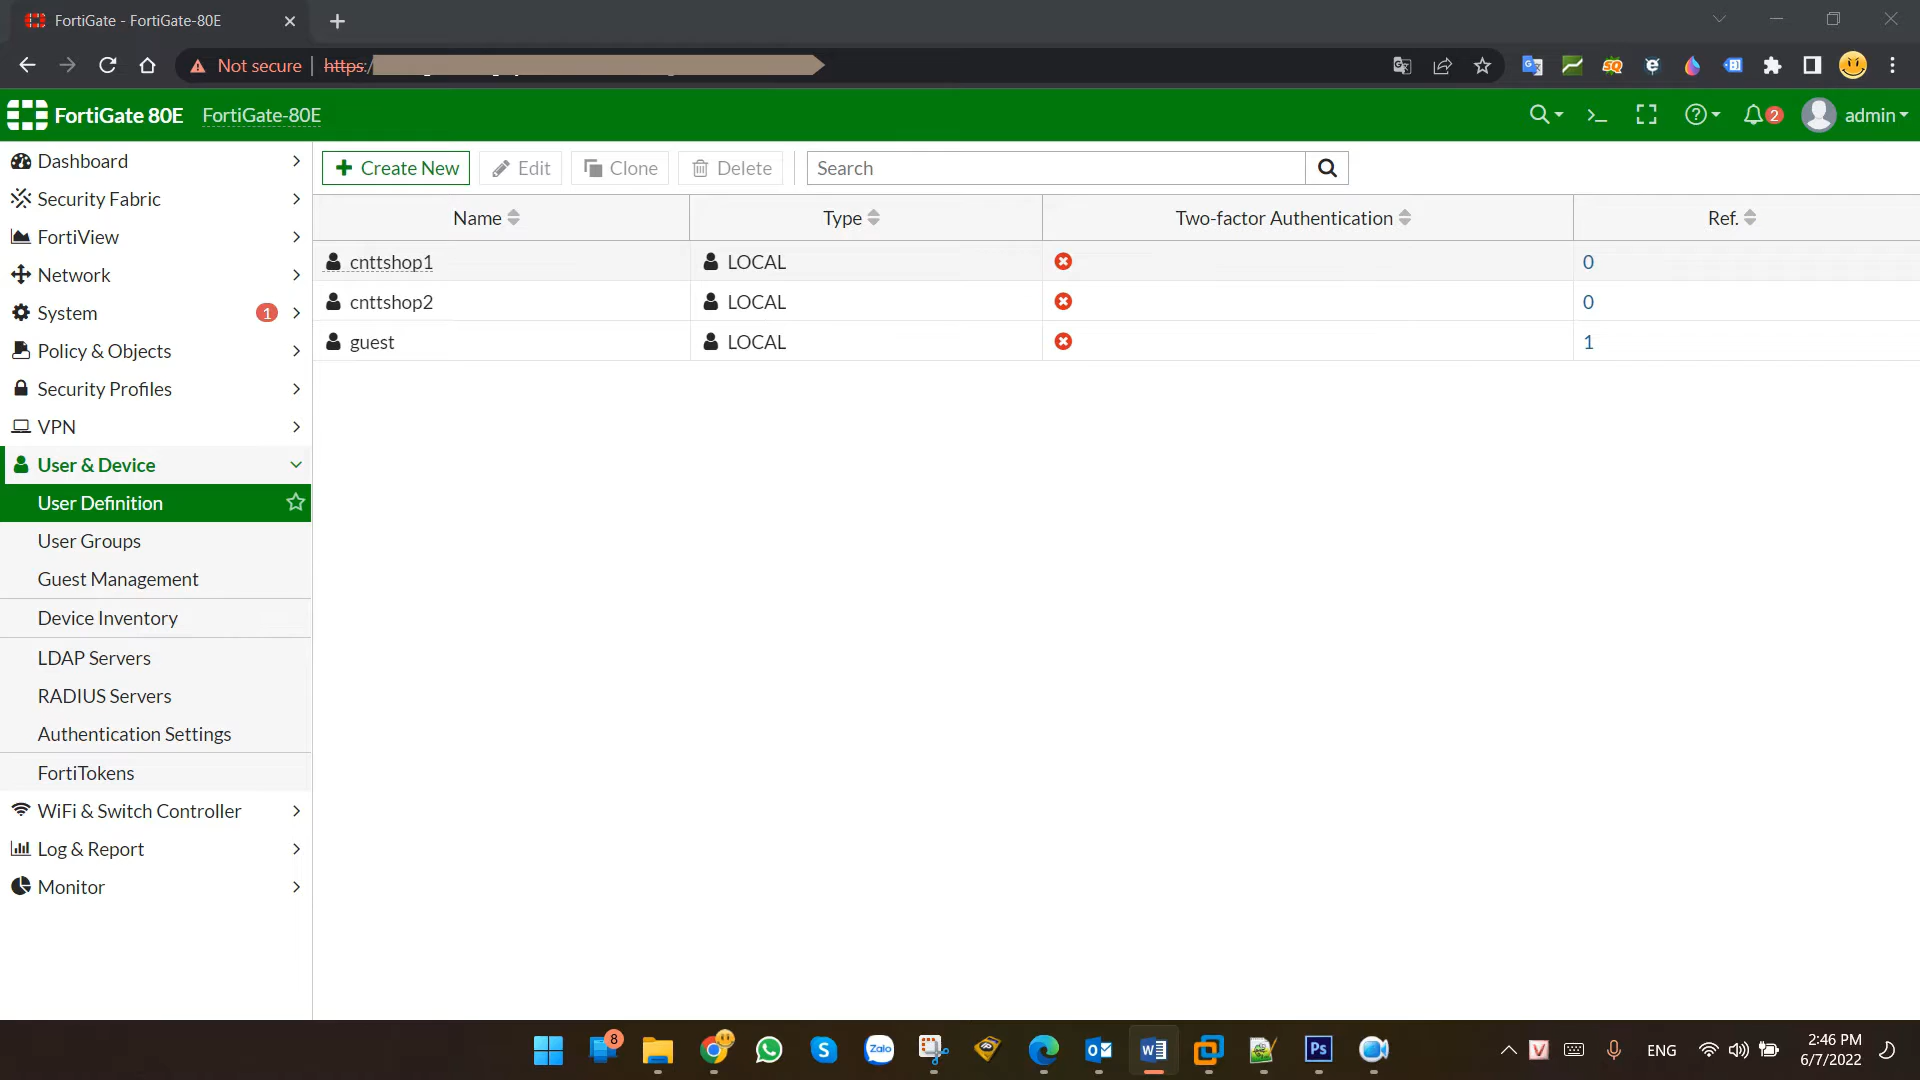 FortiGate - FortiGate-80E
Not secure https:/
FortiGate 80E FortiGate-80E 2 admin
Dashboard
Security Fabric
FortiView
Network
System 1
Policy & Objects
Security Profiles
VPN
User & Device
User Definition
User Groups
Guest Management
Device Inventory
LDAP Servers
RADIUS Servers
Authentication Settings
FortiTokens
WiFi & Switch Controller
Log & Report
Monitor
Create New Edit Clone Delete Search
Name Type Two-factor Authentication Ref.
cnttshop1 LOCAL 0
cnttshop2 LOCAL 0
guest LOCAL 1
8 Zalo Ps V ENG 2:46 PM
6/7/2022